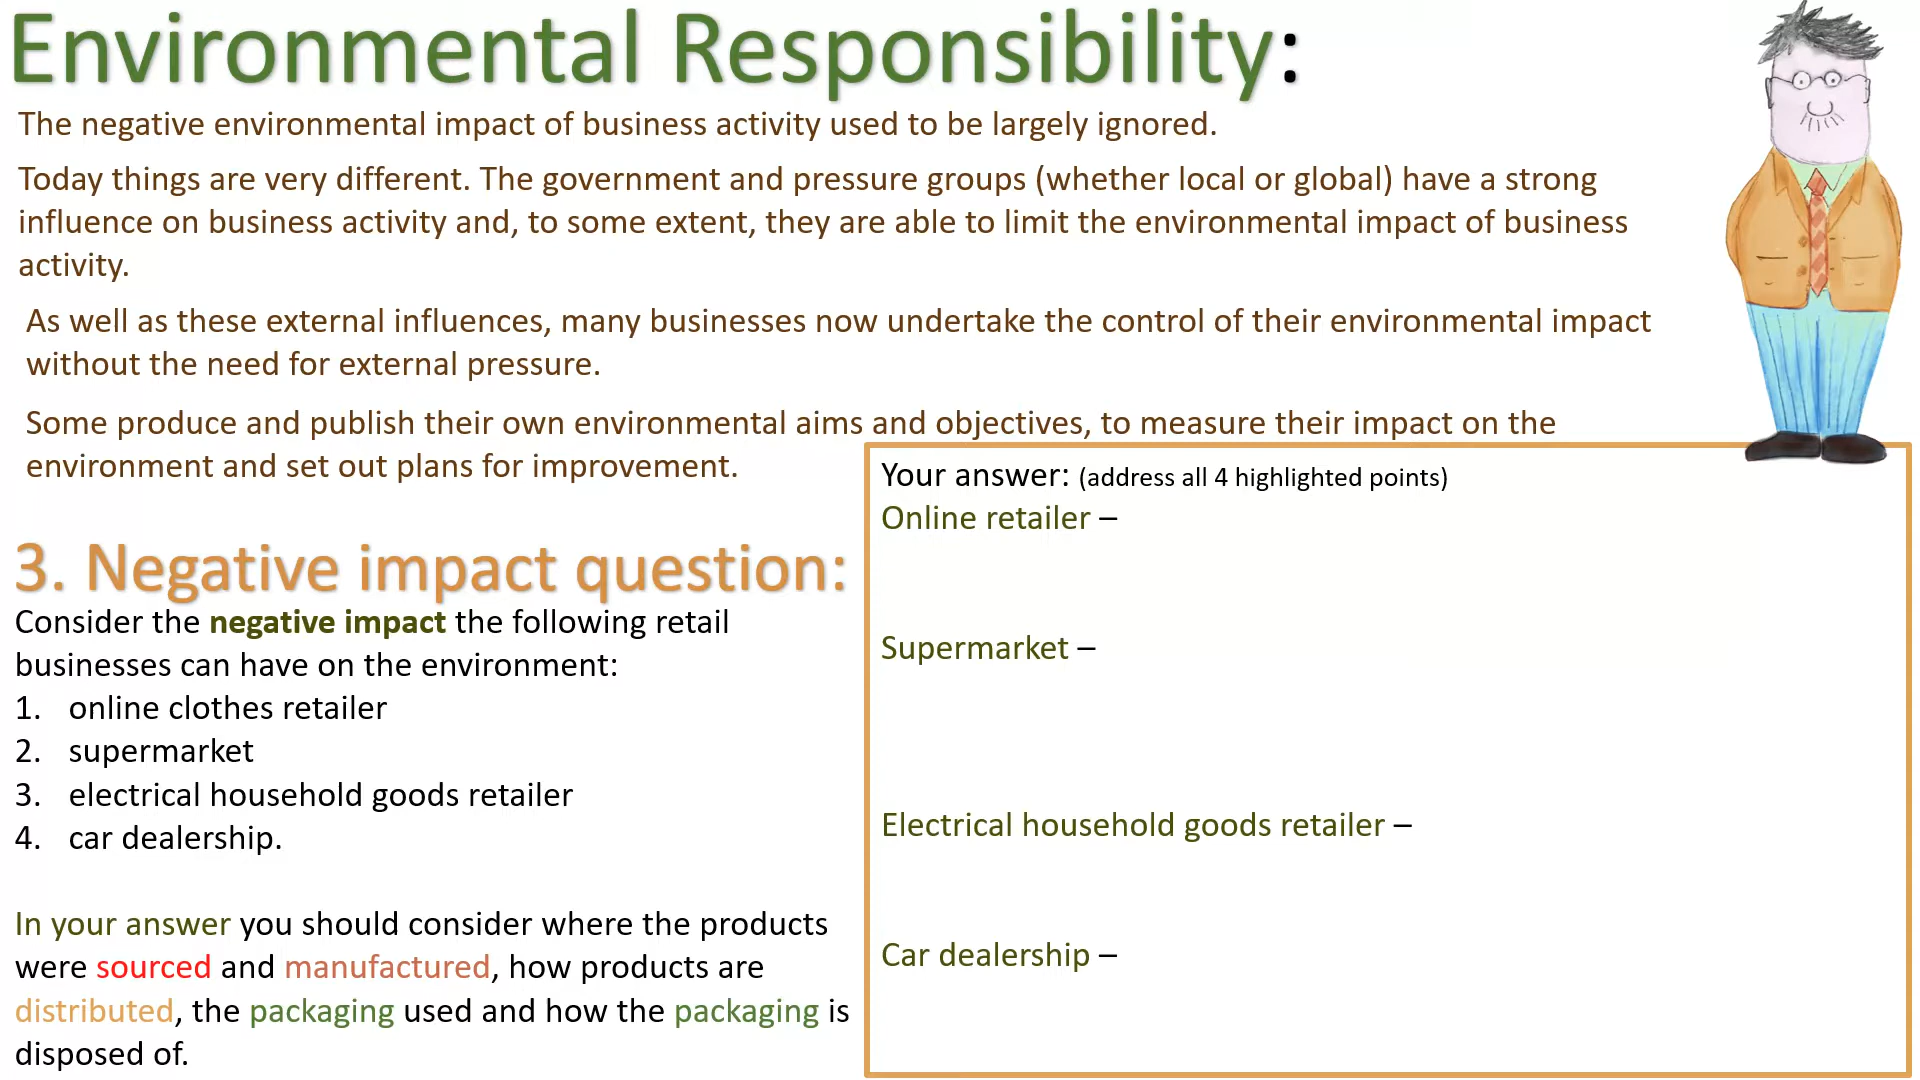 Environmental Responsibility:
The negative environmental impact of business activity used to be largely ignored.
Today things are very different. The government and pressure groups (whether local or global) have a strong
influence on business activity and, to some extent, they are able to limit the environmental impact of business
activity.
As well as these external influences, many businesses now undertake the control of their environmental impact
without the need for external pressure.
Some produce and publish their own environmental aims and objectives, to measure their impact on the
environment and set out plans for improvement.
3. Negative impact question:
Consider the negative impact the following retail
businesses can have on the environment:
1. online clothes retailer
2. supermarket
3. electrical household goods retailer
4. car dealership.
In your answer you should consider where the products
were sourced and manufactured, how products are
distributed, the packaging used and how the packaging is
disposed of.
Your answer: (address all 4 highlighted points)
Online retailer –
Supermarket –
Electrical household goods retailer –
Car dealership –